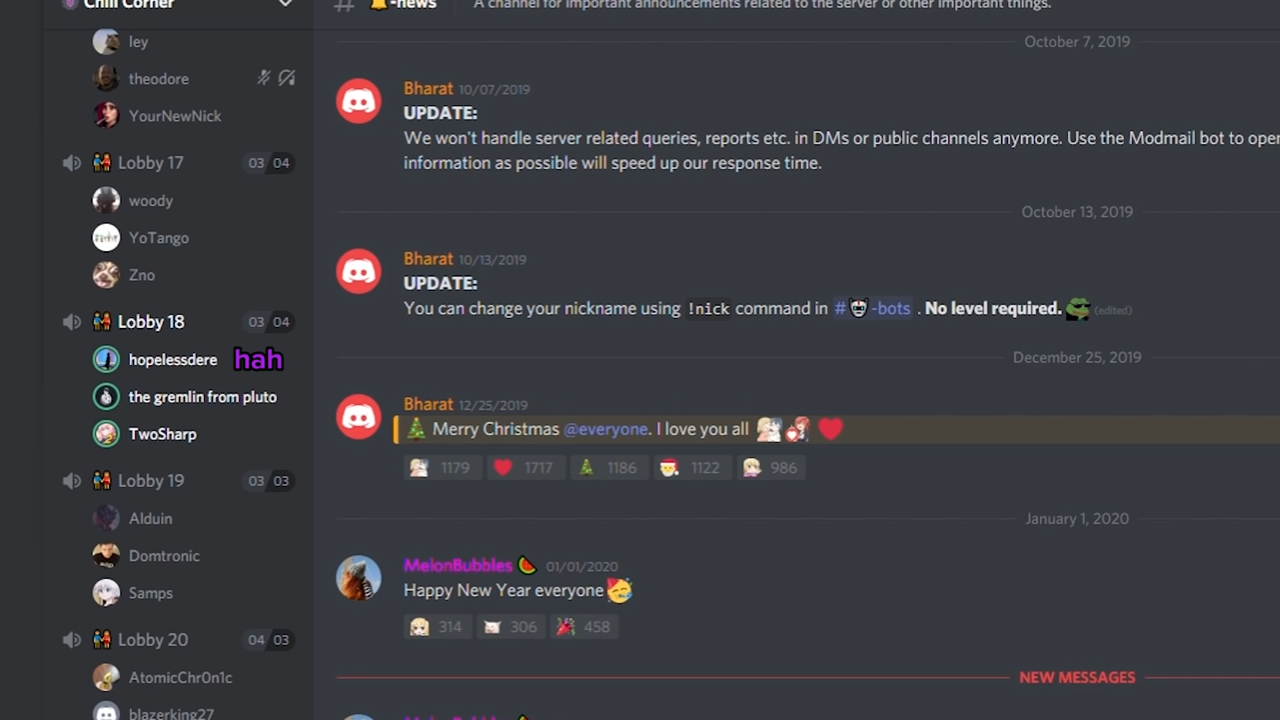 Chill Corner
ley
theodore
YourNewNick
Lobby 17 03 04
woody
YoTango
Zno
Lobby 18 03 04
hopelessdere hah
the gremlin from pluto
TwoSharp
Lobby 19 03 03
Alduin
Domtronic
Samps
Lobby 20 04 03
AtomicChr0n1c
blazerking27
# -news A channel for important announcements related to the server or other important things.
October 7, 2019
Bharat 10/07/2019
UPDATE:
We won't handle server related queries, reports etc. in DMs or public channels anymore. Use the Modmail bot to open
information as possible will speed up our response time.
October 13, 2019
Bharat 10/13/2019
UPDATE:
You can change your nickname using !nick command in # -bots . No level required. (edited)
December 25, 2019
Bharat 12/25/2019
Merry Christmas @everyone. I love you all
1179 1717 1186 1122 986
January 1, 2020
MelonBubbles 01/01/2020
Happy New Year everyone
314 306 458
NEW MESSAGES